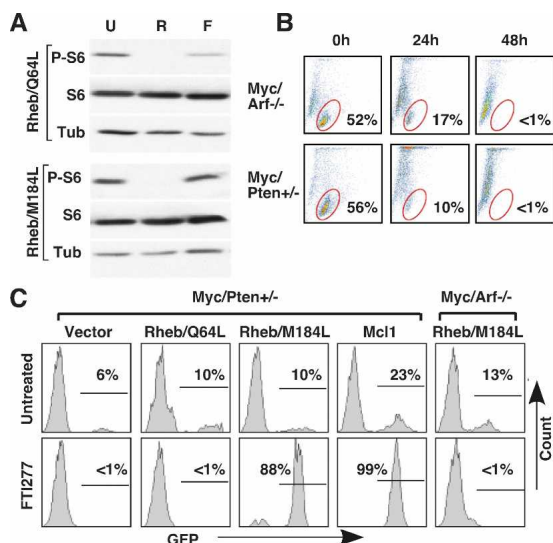 A
U R F
Rheb/Q64L
P-S6
S6
Tub
Rheb/M184L
P-S6
S6
Tub
B
0h 24h 48h
Myc/
Arf-/-
52% 17% <1%
Myc/
Pten+/-
56% 10% <1%
C
Myc/Pten+/- Myc/Arf-/-
Vector Rheb/Q64L Rheb/M184L Mcl1 Rheb/M184L
Untreated
6% 10% 10% 23% 13%
FTI277
<1% <1% 88% 99% <1%
Count
GFP